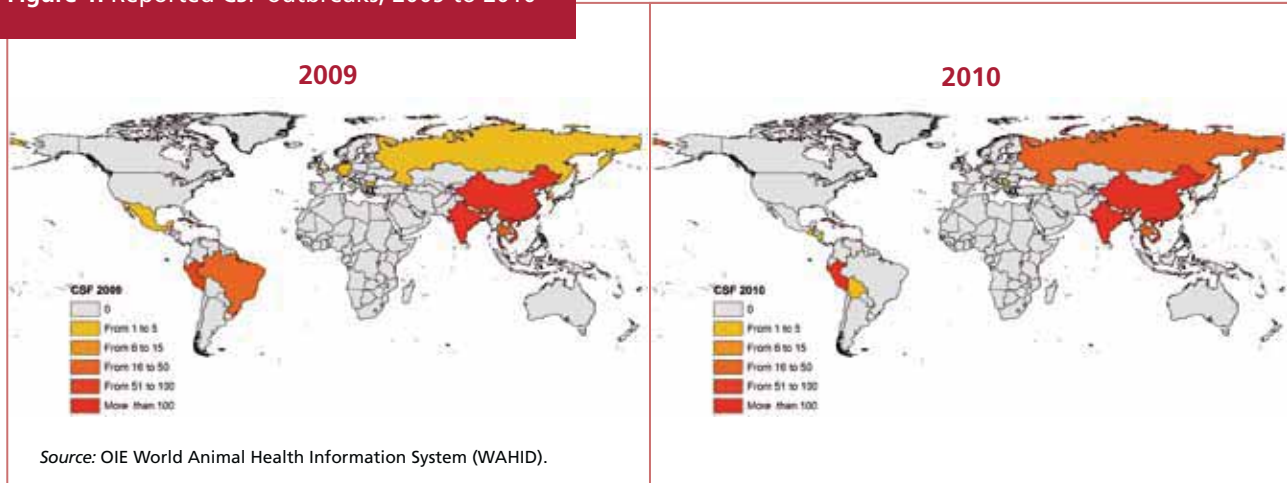 Figure 1. Reported CSF outbreaks, 2009 to 2010
2009
CSF 2009
0
From 1 to 5
From 6 to 15
From 16 to 50
From 51 to 100
More than 100
Source: OIE World Animal Health Information System (WAHID).
2010
CSF 2010
0
From 1 to 5
From 6 to 15
From 16 to 50
From 51 to 100
More than 100